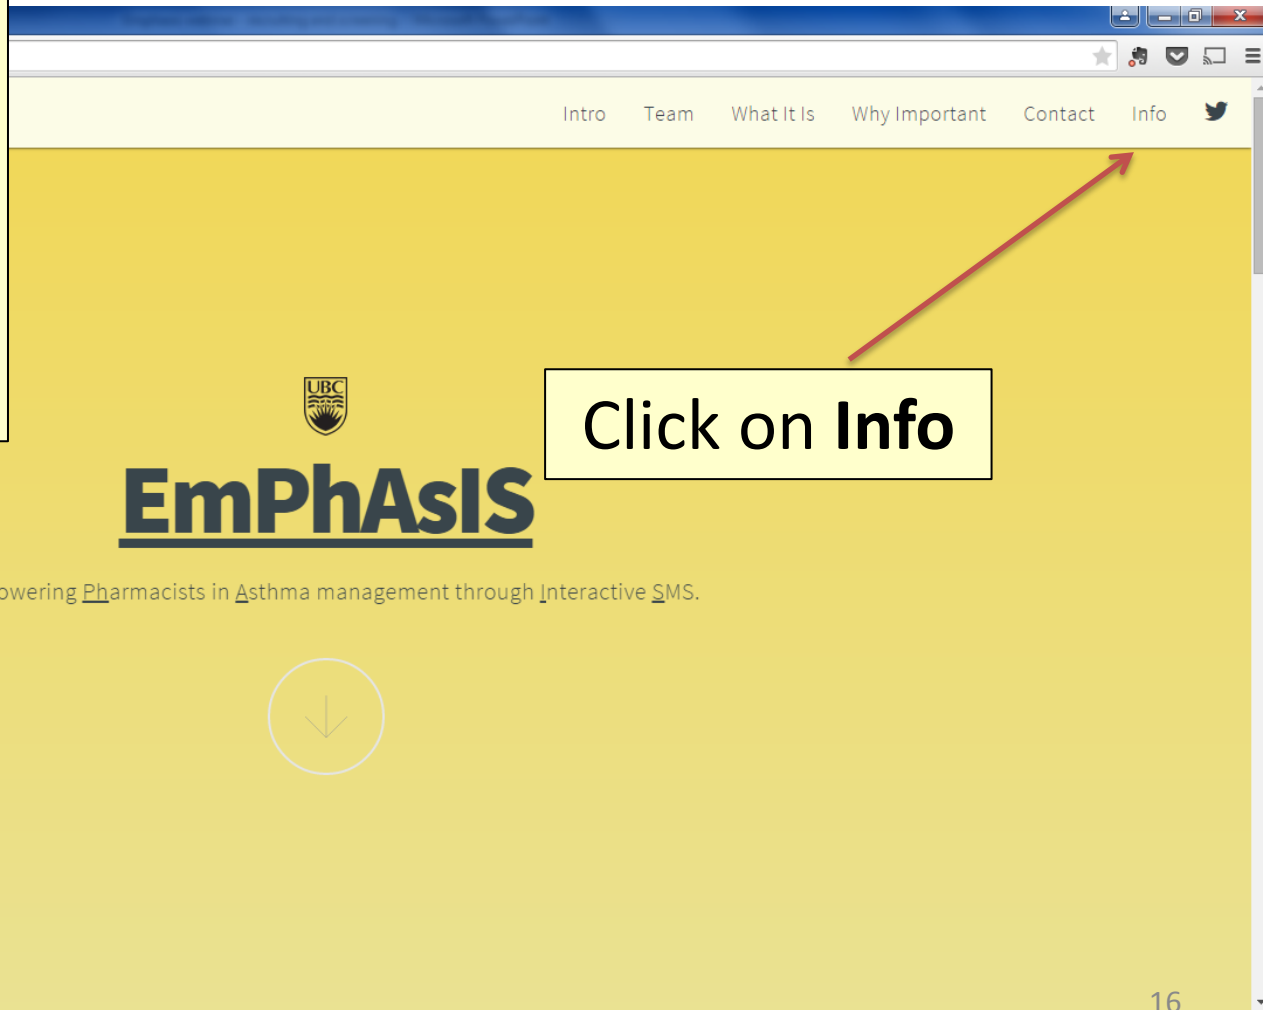 Intro Team What It Is Why Important Contact Info
UBC
Click on Info
EmPhAsIS
owering Pharmacists in Asthma management through Interactive SMS.
16